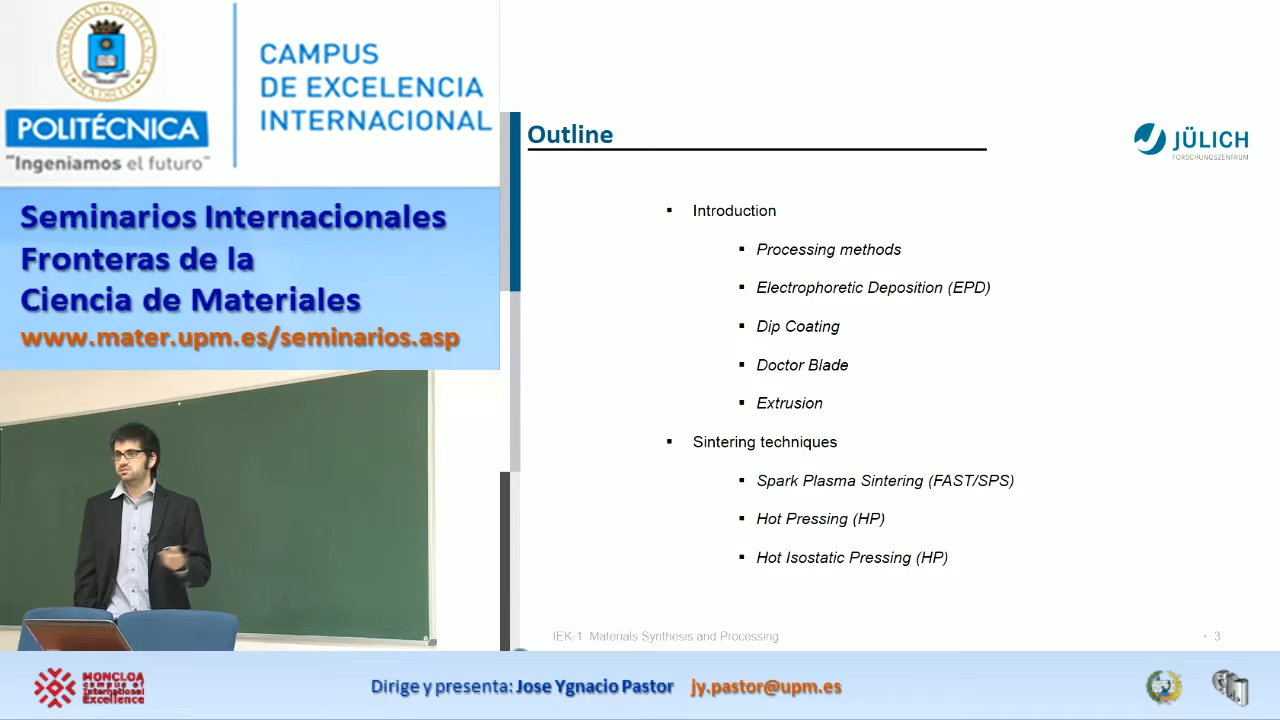 UNIVERSIDAD POLITÉCNICA MADRID
POLITÉCNICA
"Ingeniamos el futuro"
CAMPUS
DE EXCELENCIA
INTERNACIONAL
Seminarios Internacionales
Fronteras de la
Ciencia de Materiales
www.mater.upm.es/seminarios.asp
Outline
JÜLICH
FORSCHUNGSZENTRUM
▪ Introduction
▪ Processing methods
▪ Electrophoretic Deposition (EPD)
▪ Dip Coating
▪ Doctor Blade
▪ Extrusion
▪ Sintering techniques
▪ Spark Plasma Sintering (FAST/SPS)
▪ Hot Pressing (HP)
▪ Hot Isostatic Pressing (HP)
IEK-1 Materials Synthesis and Processing
• 3
MONCLOA
campus of
International
Excellence
Dirige y presenta: Jose Ygnacio Pastor jy.pastor@upm.es